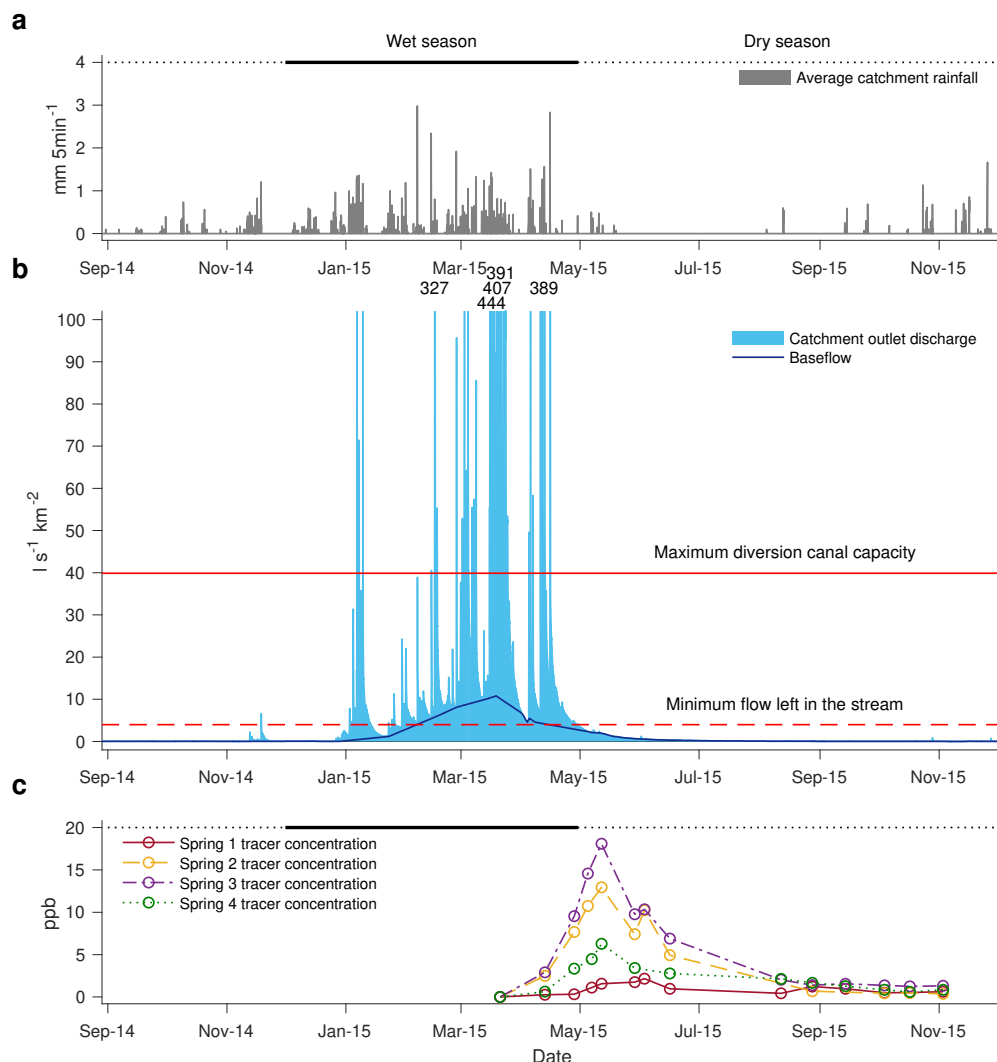 a
Wet season
Dry season
4
3
2
1
0
mm 5min⁻¹
Average catchment rainfall
Sep-14 Nov-14 Jan-15 Mar-15 May-15 Jul-15 Sep-15 Nov-15
b
391
327 407 389
444
100
90
80
70
60
50
40
30
20
10
0
l s⁻¹ km⁻²
Catchment outlet discharge
Baseflow
Maximum diversion canal capacity
Minimum flow left in the stream
Sep-14 Nov-14 Jan-15 Mar-15 May-15 Jul-15 Sep-15 Nov-15
c
20
15
10
5
0
ppb
Spring 1 tracer concentration
Spring 2 tracer concentration
Spring 3 tracer concentration
Spring 4 tracer concentration
Sep-14 Nov-14 Jan-15 Mar-15 May-15 Jul-15 Sep-15 Nov-15
Date